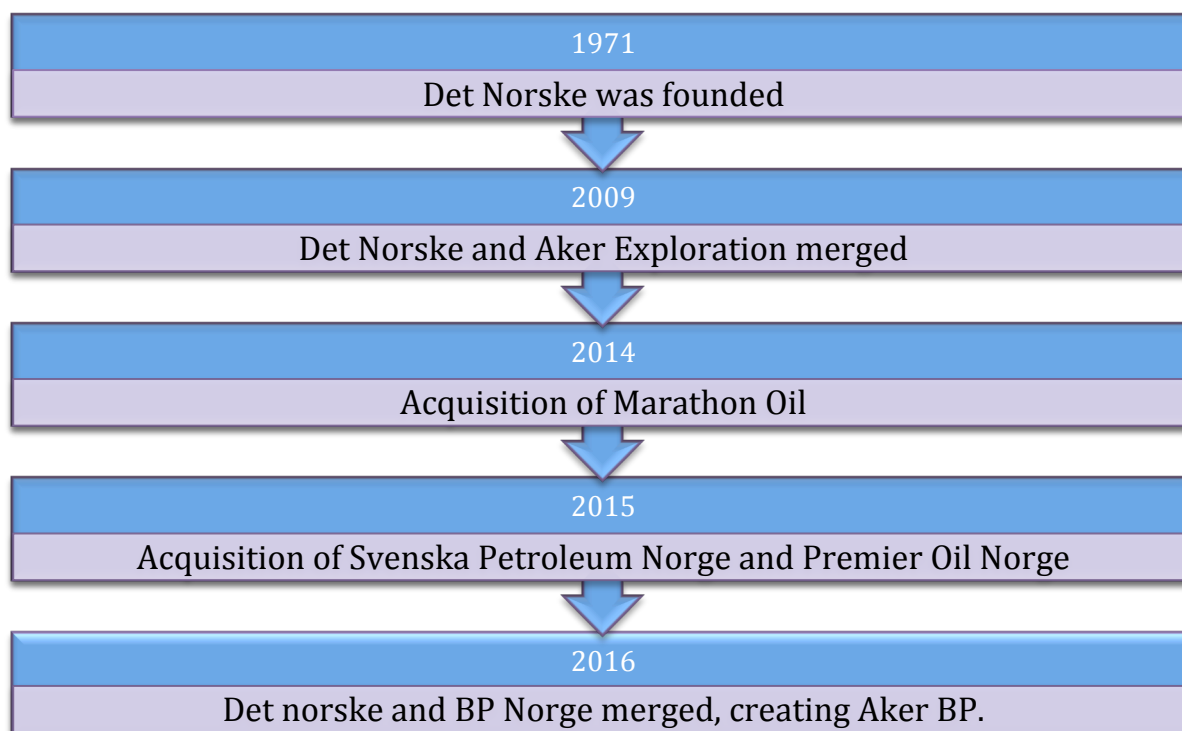 1971
Det Norske was founded
2009
Det Norske and Aker Exploration merged
2014
Acquisition of Marathon Oil
2015
Acquisition of Svenska Petroleum Norge and Premier Oil Norge
2016
Det norske and BP Norge merged, creating Aker BP.